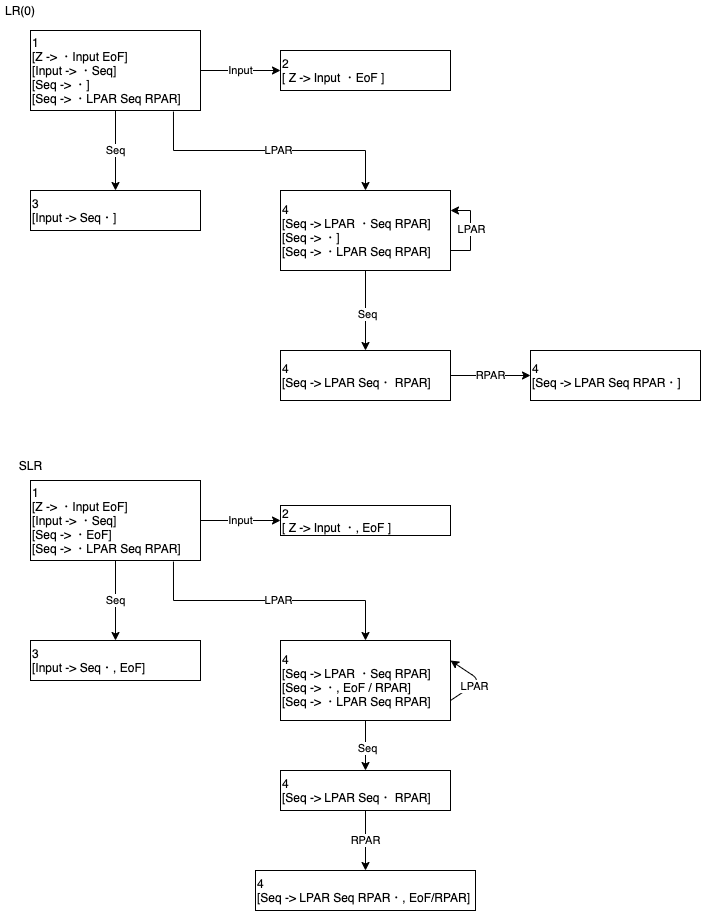 LR(0)
1
[Z -> · Input EoF]
[Input -> · Seq]
[Seq -> · ]
[Seq -> · LPAR Seq RPAR]
Input
2
[ Z -> Input · EoF ]
Seq
LPAR
3
[Input -> Seq · ]
4
[Seq -> LPAR · Seq RPAR]
[Seq -> · ]
[Seq -> · LPAR Seq RPAR]
LPAR
Seq
4
[Seq -> LPAR Seq · RPAR]
RPAR
4
[Seq -> LPAR Seq RPAR · ]
SLR
1
[Z -> · Input EoF]
[Input -> · Seq]
[Seq -> · EoF]
[Seq -> · LPAR Seq RPAR]
Input
2
[ Z -> Input · , EoF ]
Seq
LPAR
3
[Input -> Seq · , EoF]
4
[Seq -> LPAR · Seq RPAR]
[Seq -> · , EoF / RPAR]
[Seq -> · LPAR Seq RPAR]
LPAR
Seq
4
[Seq -> LPAR Seq · RPAR]
RPAR
4
[Seq -> LPAR Seq RPAR · , EoF/RPAR]